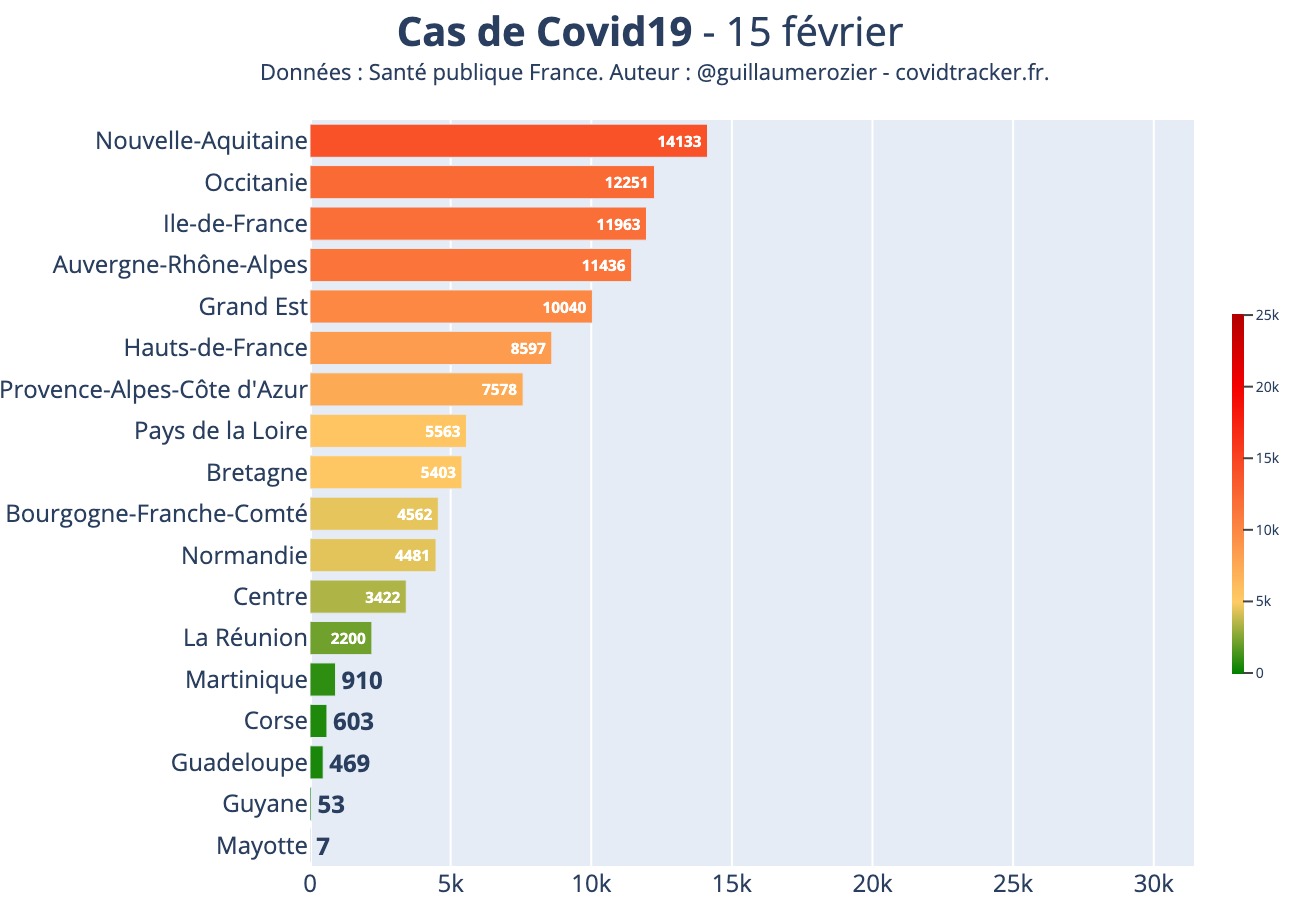 Cas de Covid19 - 15 février
Données : Santé publique France. Auteur : @guillaumerozier - covidtracker.fr.
Nouvelle-Aquitaine 14133
Occitanie 12251
Ile-de-France 11963
Auvergne-Rhône-Alpes 11436
Grand Est 10040
Hauts-de-France 8597
Provence-Alpes-Côte d'Azur 7578
Pays de la Loire 5563
Bretagne 5403
Bourgogne-Franche-Comté 4562
Normandie 4481
Centre 3422
La Réunion 2200
Martinique 910
Corse 603
Guadeloupe 469
Guyane 53
Mayotte 7
0 5k 10k 15k 20k 25k 30k
25k
20k
15k
10k
5k
0